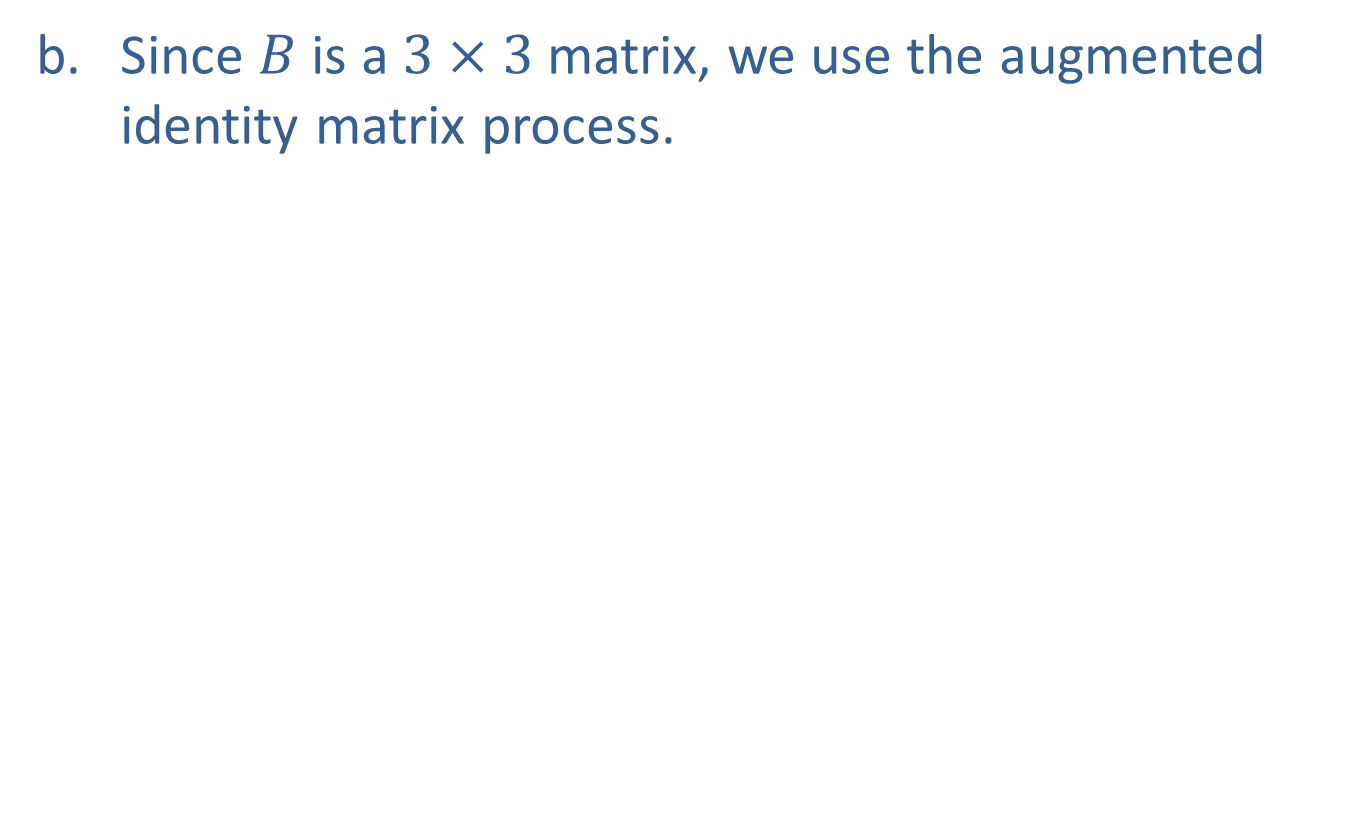 b. Since B is a 3 × 3 matrix, we use the augmented
identity matrix process.